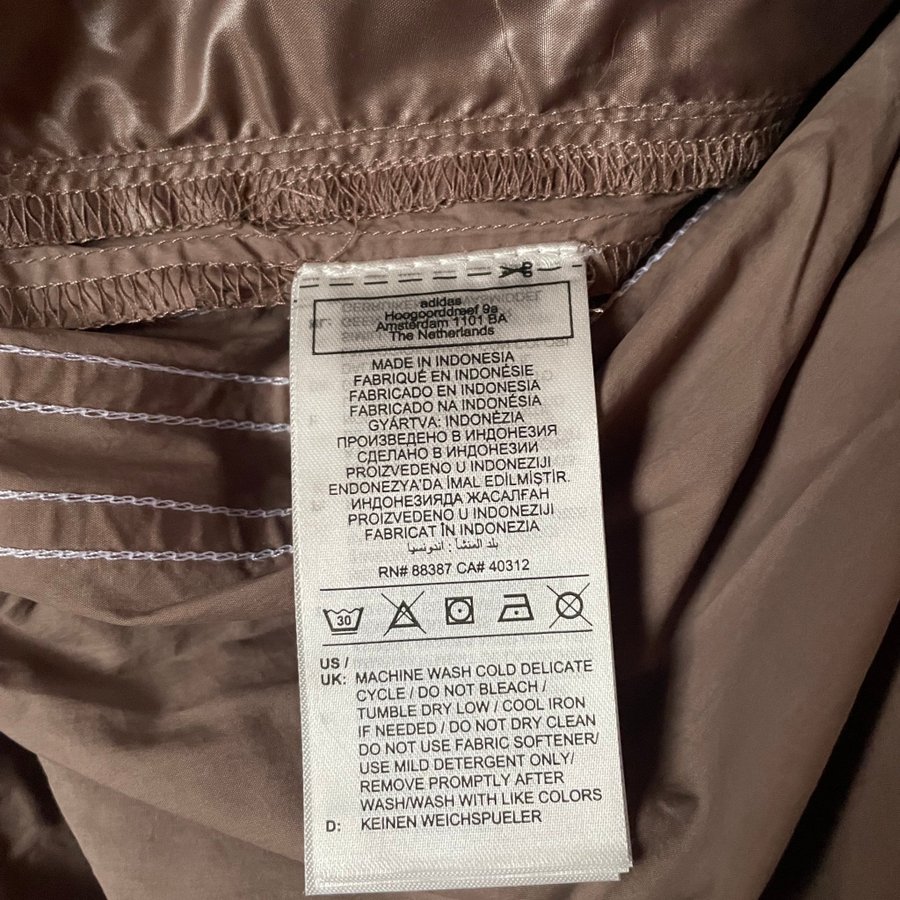 adidas
Hoogoorddreef 9a
Amsterdam 1101 BA
The Netherlands
MADE IN INDONESIA
FABRIQUÉ EN INDONÉSIE
FABRICADO EN INDONESIA
FABRICADO NA INDONÉSIA
GYÁRTVA: INDONÉZIA
ПРОИЗВЕДЕНО В ИНДОНЕЗИЯ
СДЕЛАНО В ИНДОНЕЗИИ
PROIZVEDENO U INDONEZIJI
ENDONEZYA'DA İMAL EDİLMİŞTİR.
ИНДОНЕЗИЯДА ЖАСАЛҒАН
PROIZVEDENO U INDONEZIJI
FABRICAT ÎN INDONEZIA
بلد المنشأ : اندونسيا
RN# 88387 CA# 40312
30
US /
UK: MACHINE WASH COLD DELICATE
CYCLE / DO NOT BLEACH /
TUMBLE DRY LOW / COOL IRON
IF NEEDED / DO NOT DRY CLEAN
DO NOT USE FABRIC SOFTENER/
USE MILD DETERGENT ONLY/
REMOVE PROMPTLY AFTER
WASH/WASH WITH LIKE COLORS
D: KEINEN WEICHSPUELER